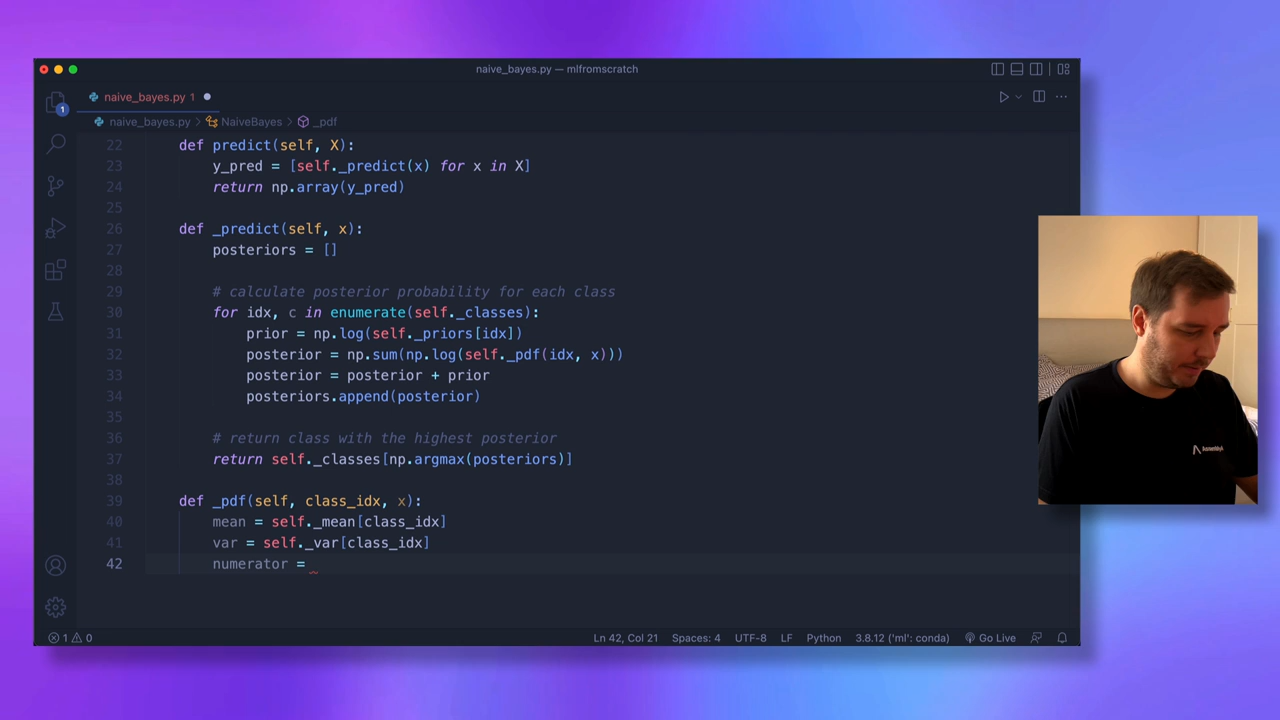 naive_bayes.py — mlfromscratch
1
naive_bayes.py 1
naive_bayes.py > NaiveBayes > _pdf
22 def predict(self, X):
23 y_pred = [self._predict(x) for x in X]
24 return np.array(y_pred)
25
26 def _predict(self, x):
27 posteriors = []
28
29 # calculate posterior probability for each class
30 for idx, c in enumerate(self._classes):
31 prior = np.log(self._priors[idx])
32 posterior = np.sum(np.log(self._pdf(idx, x)))
33 posterior = posterior + prior
34 posteriors.append(posterior)
35
36 # return class with the highest posterior
37 return self._classes[np.argmax(posteriors)]
38
39 def _pdf(self, class_idx, x):
40 mean = self._mean[class_idx]
41 var = self._var[class_idx]
42 numerator =
1 0 Ln 42, Col 21 Spaces: 4 UTF-8 LF Python 3.8.12 ('ml': conda) Go Live
AssemblyAI